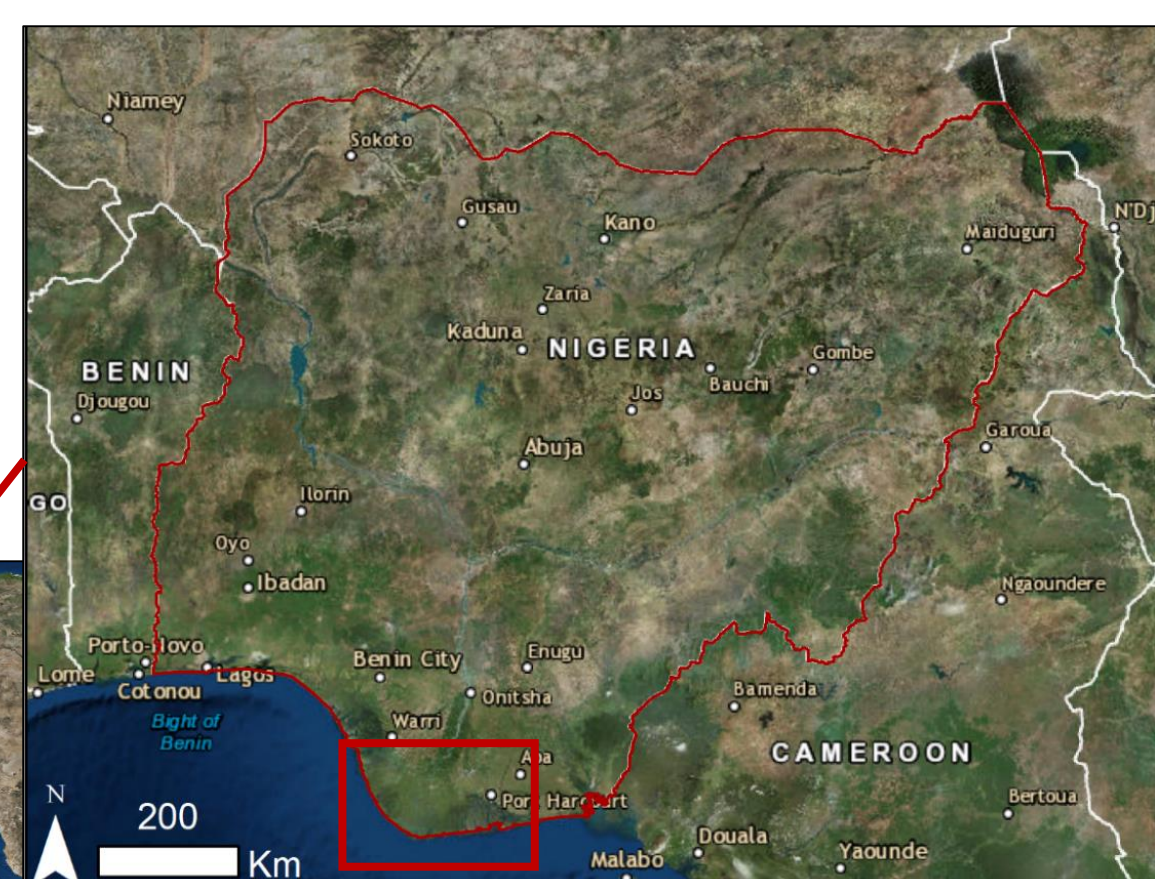 Niamey
Sokoto
Gusau
Kano
N'Dj
Maiduguri
Zaria
Kaduna
NIGERIA
Gombe
BENIN
Bauchi
Djougou
Jos
Garoua
Abuja
GO
Ilorin
Oyo
Ibadan
Ngaoundere
Porto-Novo
Enugu
Benin City
Lome
Lagos
Cotonou
Onitsha
Bamenda
Bight of
Benin
Warri
CAMEROON
Aba
N
200
Port Harcourt
Bertoua
Douala
Km
Malabo
Yaounde